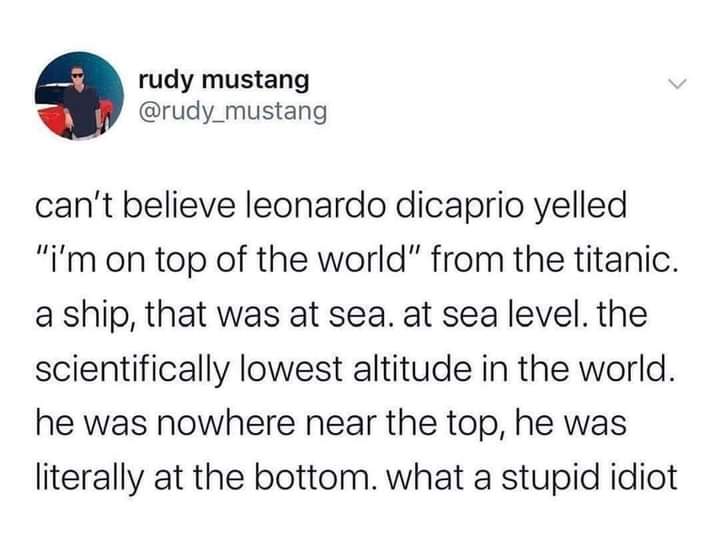 rudy mustang
@rudy_mustang
can’t believe leonardo dicaprio yelled
“i’m on top of the world” from the titanic.
a ship, that was at sea. at sea level. the
scientifically lowest altitude in the world.
he was nowhere near the top, he was
literally at the bottom. what a stupid idiot